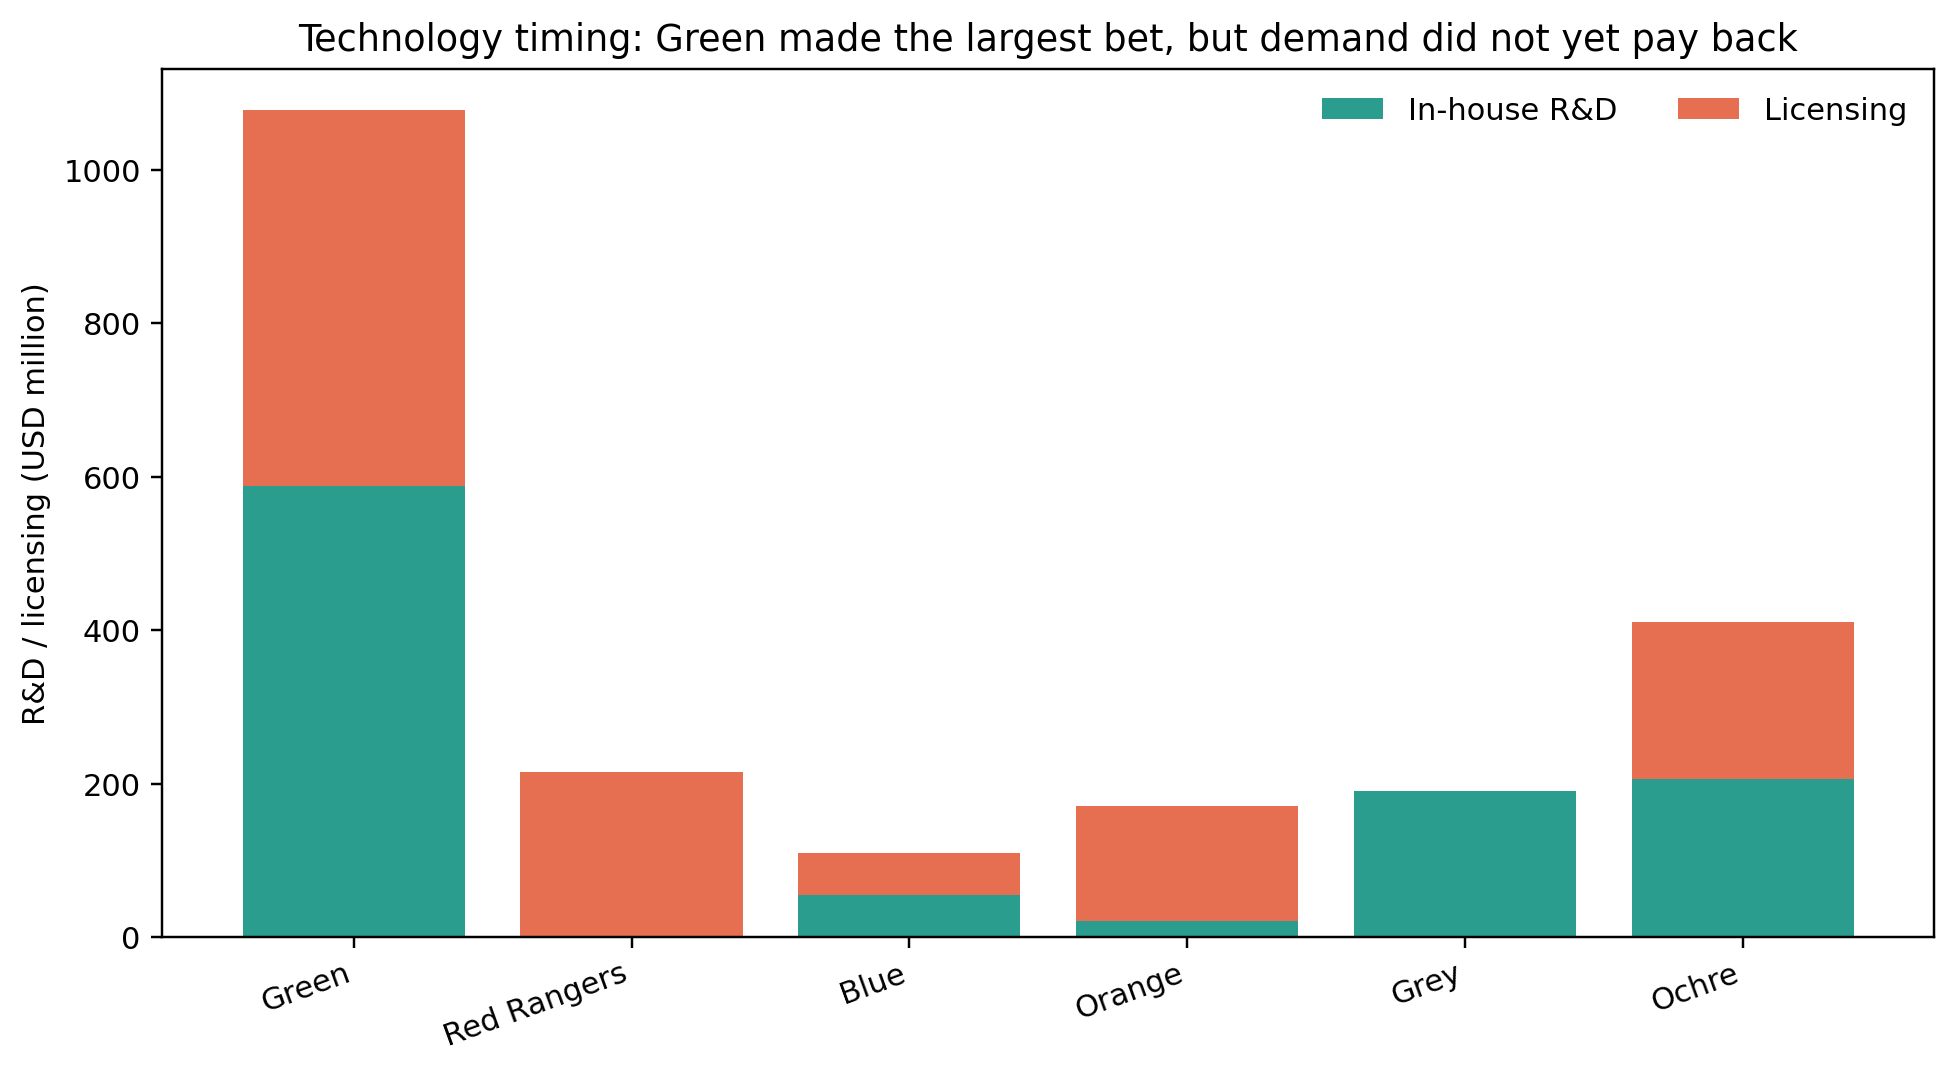 Technology timing: Green made the largest bet, but demand did not yet pay back
In-house R&D
Licensing
R&D / licensing (USD million)
1000
800
600
400
200
0
Green
Red Rangers
Blue
Orange
Grey
Ochre